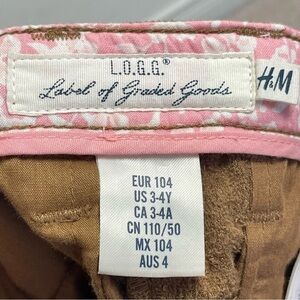 L.O.G.G.®
Label of Graded Goods
H&M
EUR 104
US 3-4Y
CA 3-4A
CN 110/50
MX 104
AUS 4